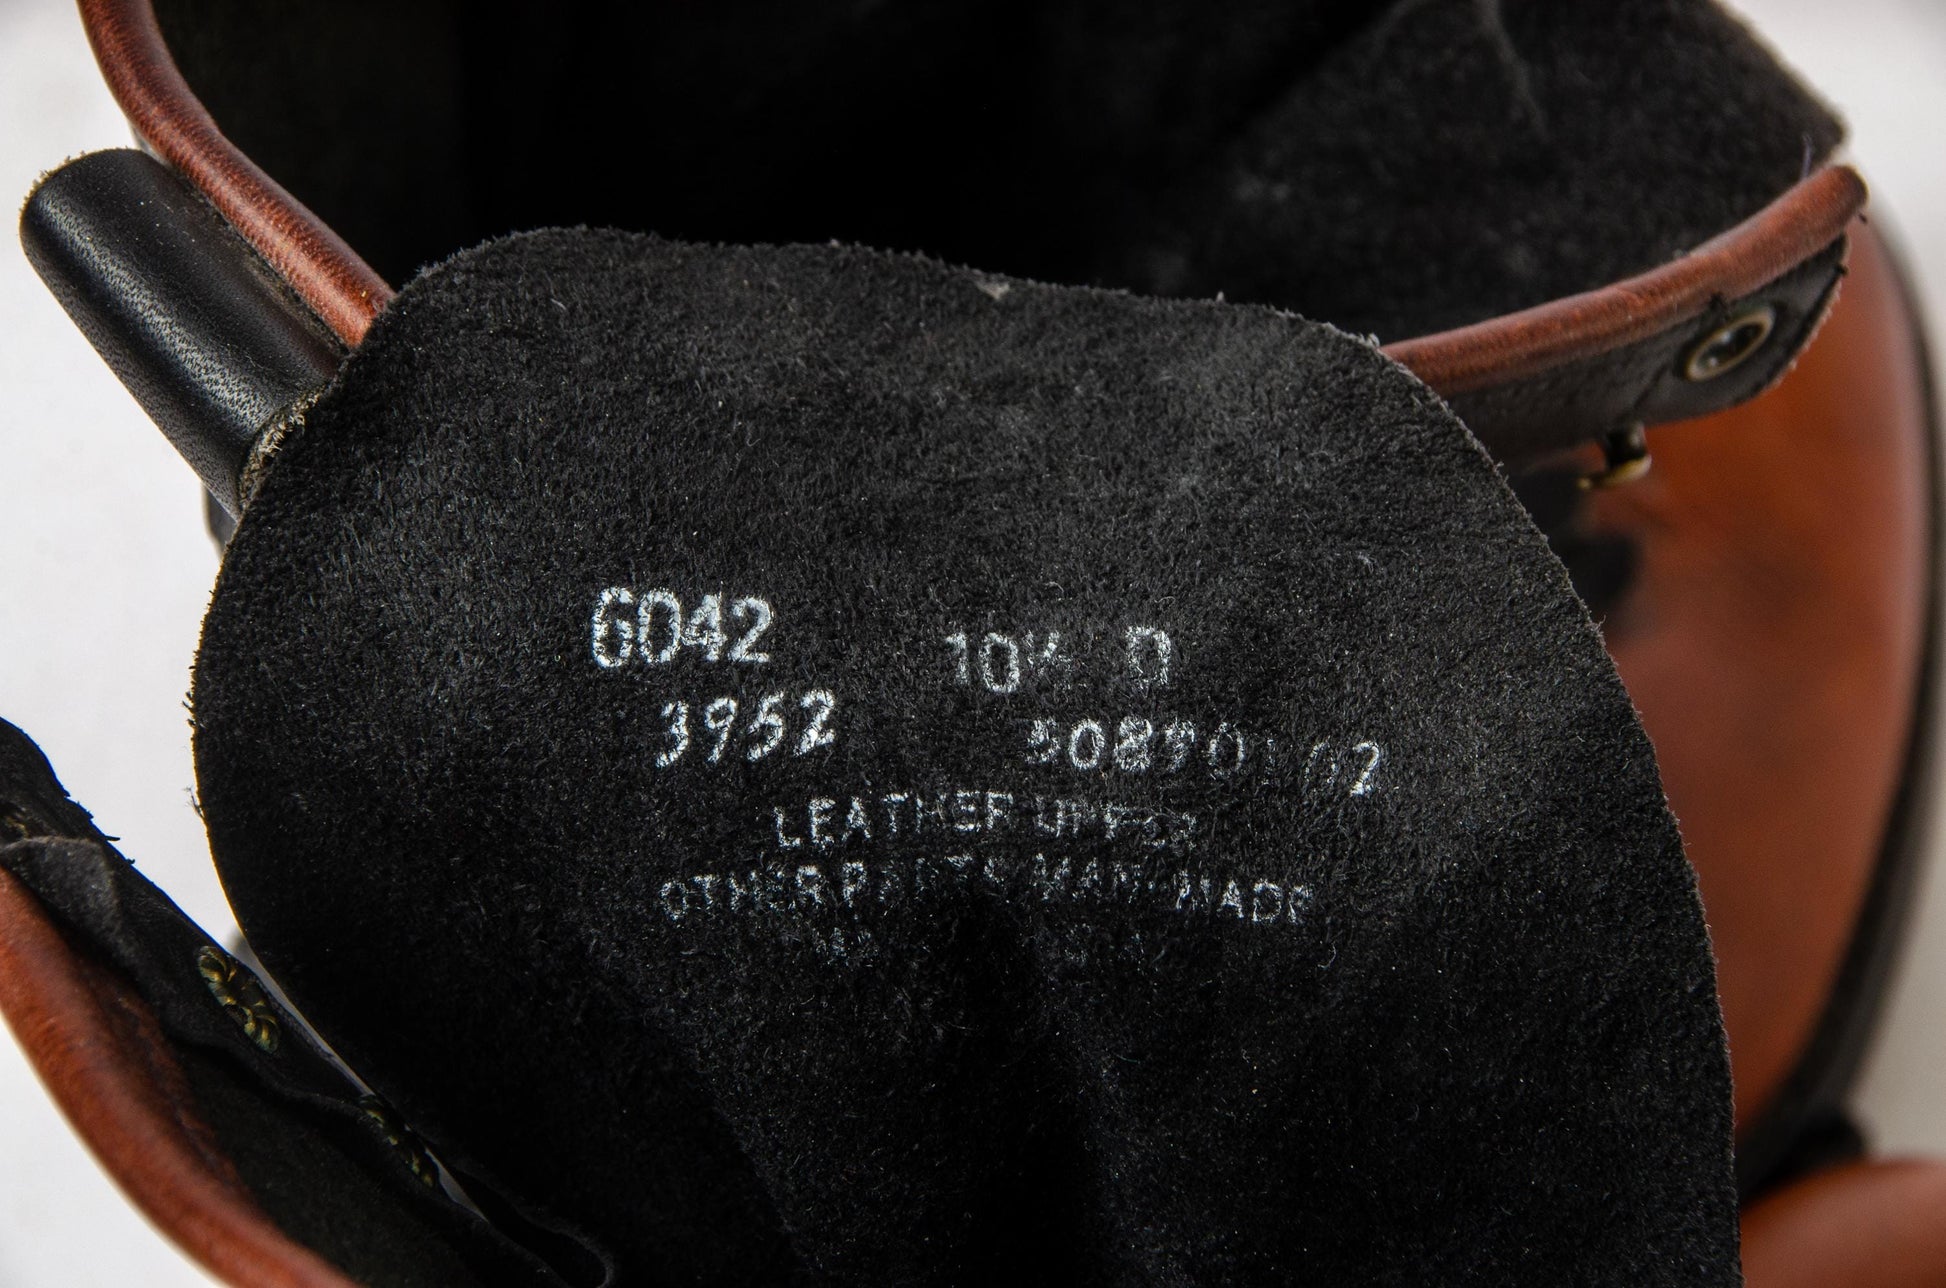 6042 10½ D
3952
LEATHER UPPER
OTHER PARTS MAN-MADE